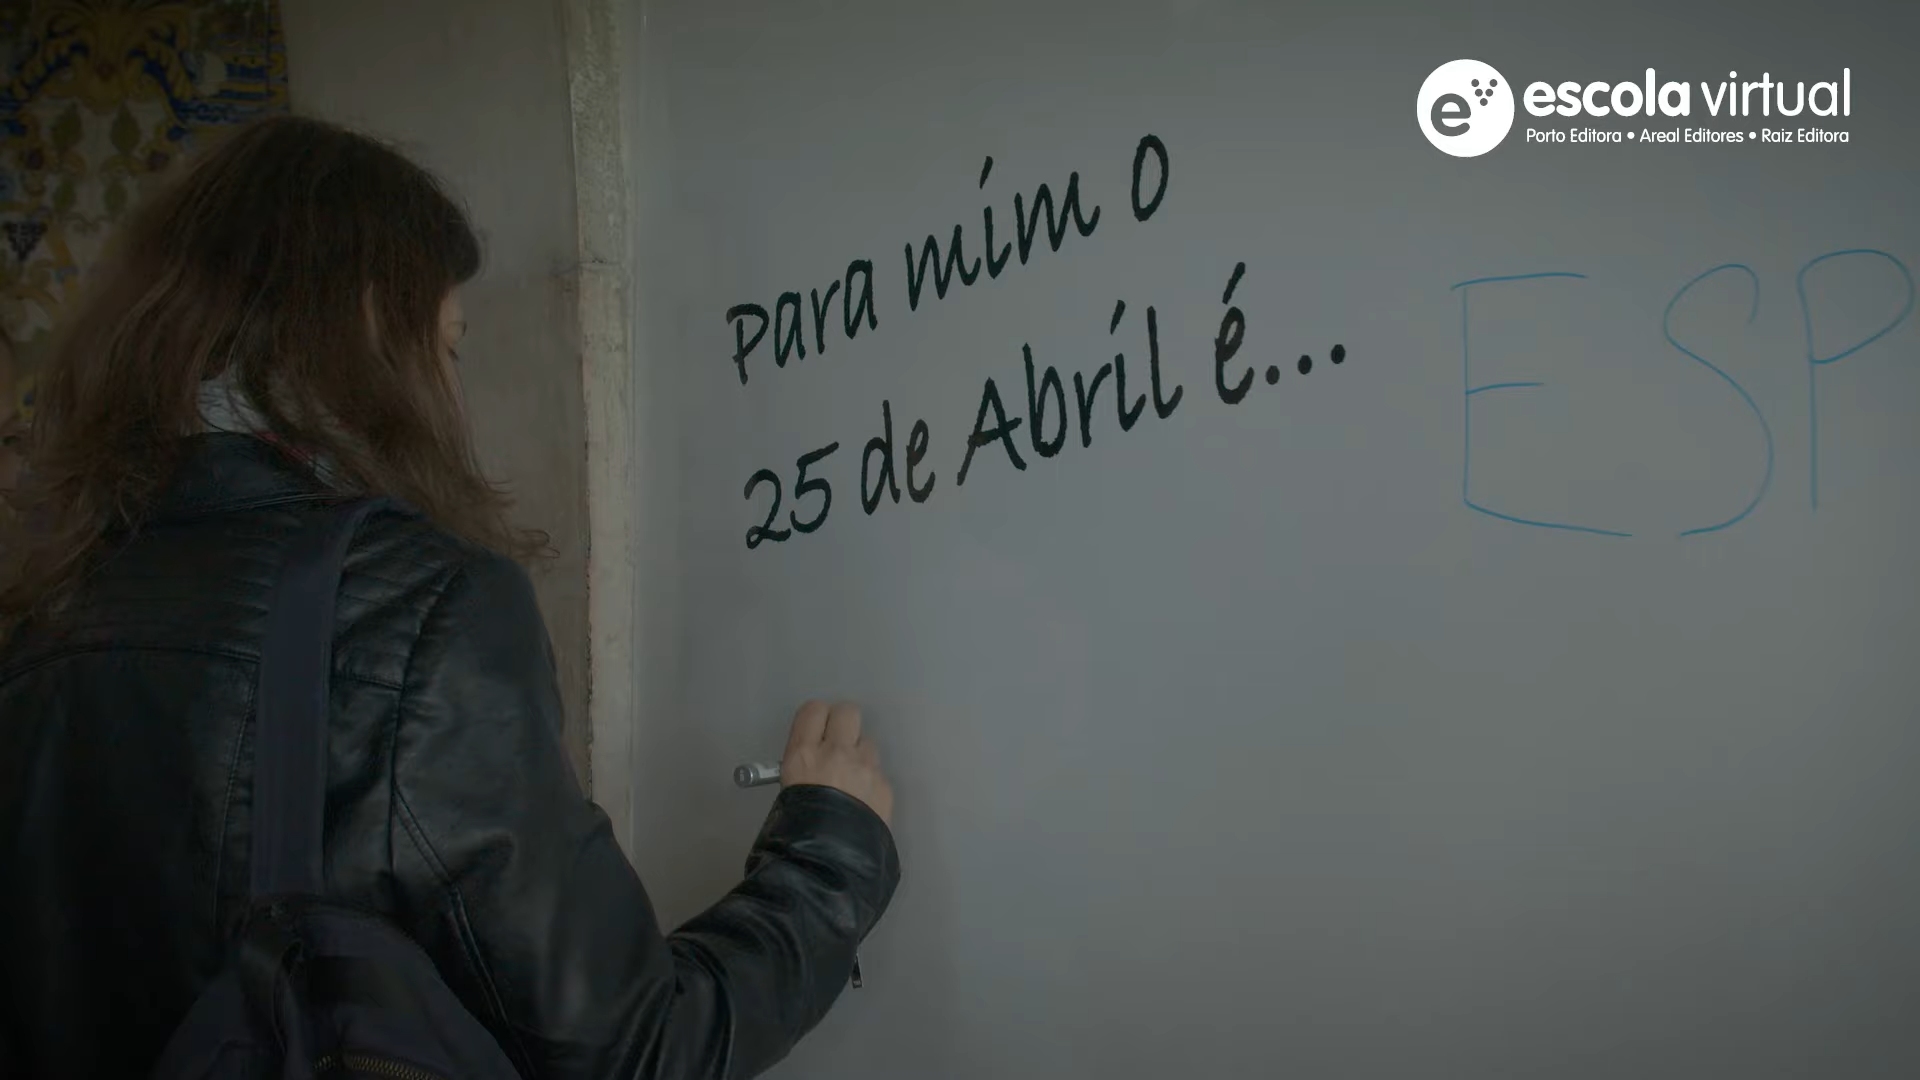 escola virtual
Porto Editora • Areal Editores • Raiz Editora
Para mim o
25 de Abril é...
ESP